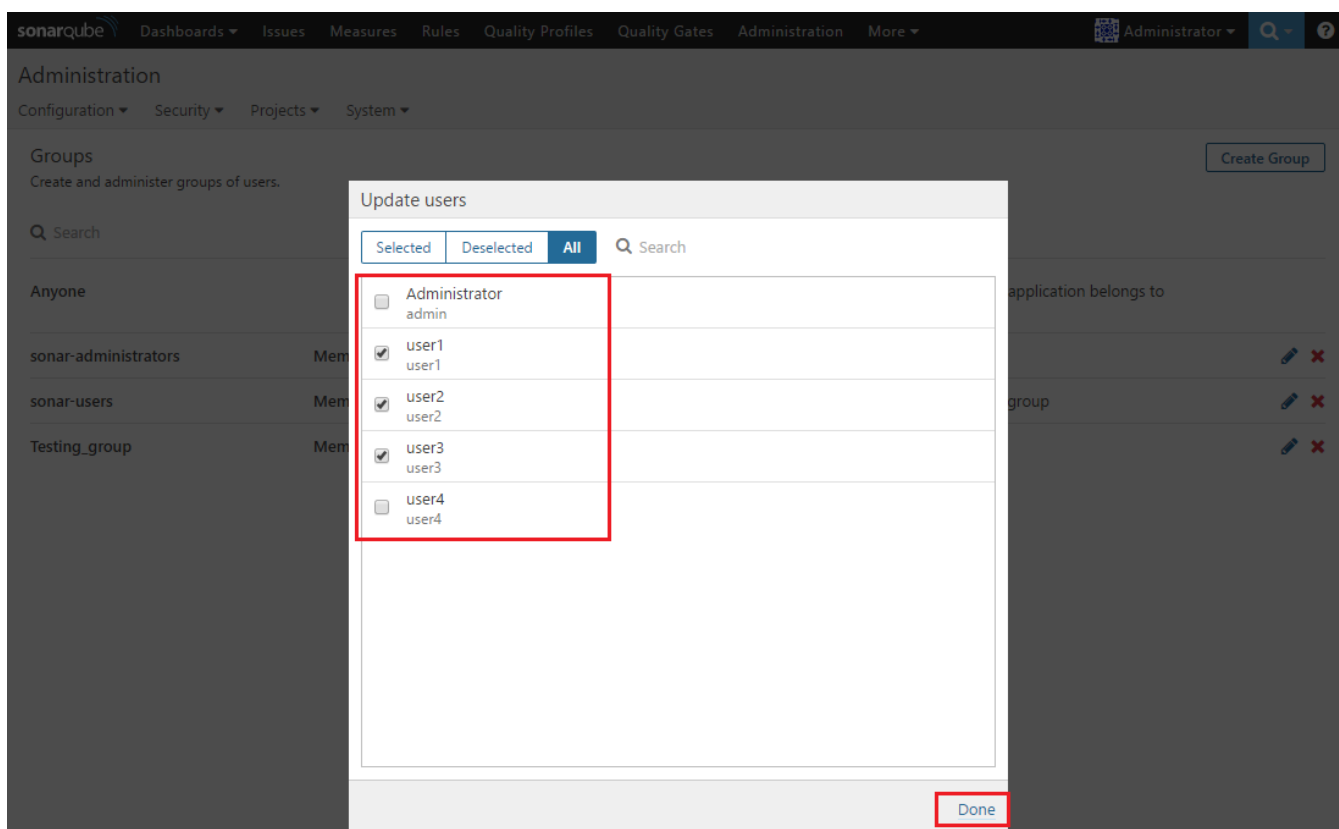 sonarqube Dashboards Issues Measures Rules Quality Profiles Quality Gates Administration More Administrator ?
Administration
Configuration Security Projects System
Groups
Create Group
Create and administer groups of users.
Search
Update users
Selected Deselected All Search
Anyone
application belongs to
Administrator
admin
sonar-administrators Mem
user1
user1
sonar-users Mem
group
user2
user2
Testing_group Mem
user3
user3
user4
user4
Done